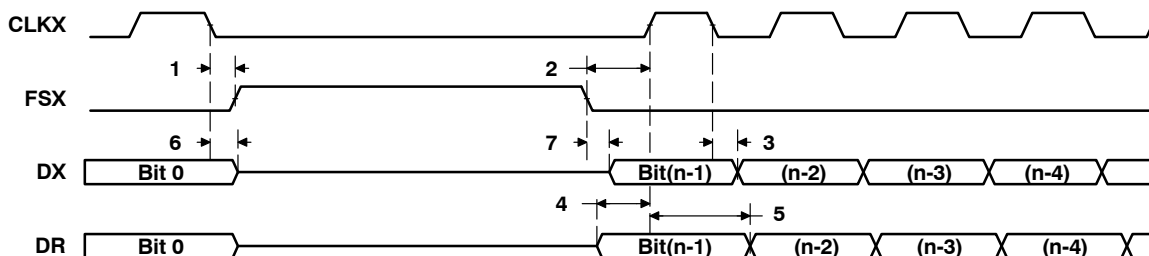 CLKX
1 2
FSX
6 7 3
DX Bit 0 Bit(n-1) (n-2) (n-3) (n-4)
4 5
DR Bit 0 Bit(n-1) (n-2) (n-3) (n-4)